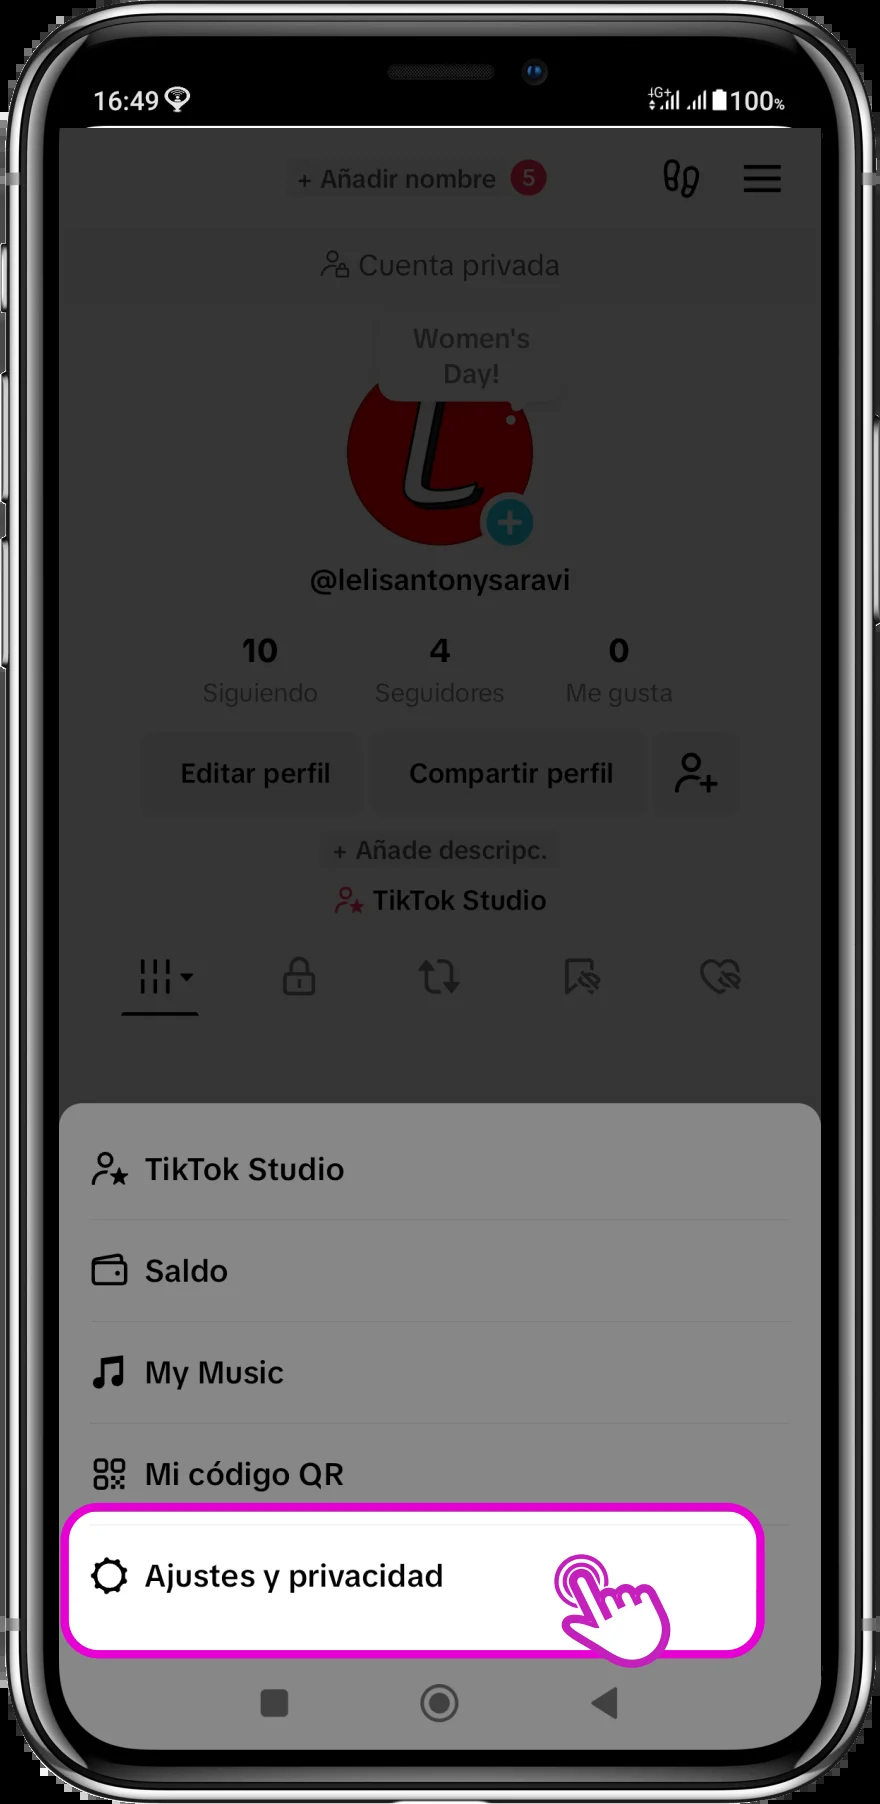 16:49 4G+ 100%
+ Añadir nombre 5
Cuenta privada
Women's
Day!
L
@lelisantonysaravi
10 4 0
Siguiendo Seguidores Me gusta
Editar perfil Compartir perfil
+ Añade descripc.
TikTok Studio
TikTok Studio
Saldo
My Music
Mi código QR
Ajustes y privacidad